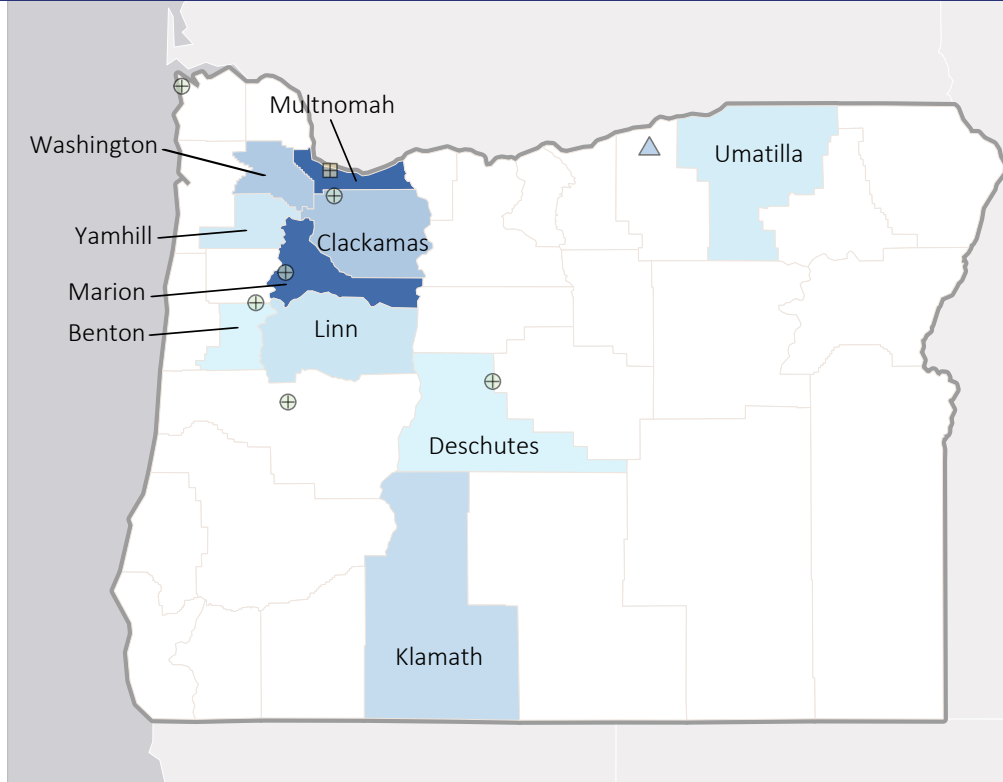 Multnomah
Washington
Umatilla
Yamhill
Clackamas
Marion
Benton
Linn
Deschutes
Klamath